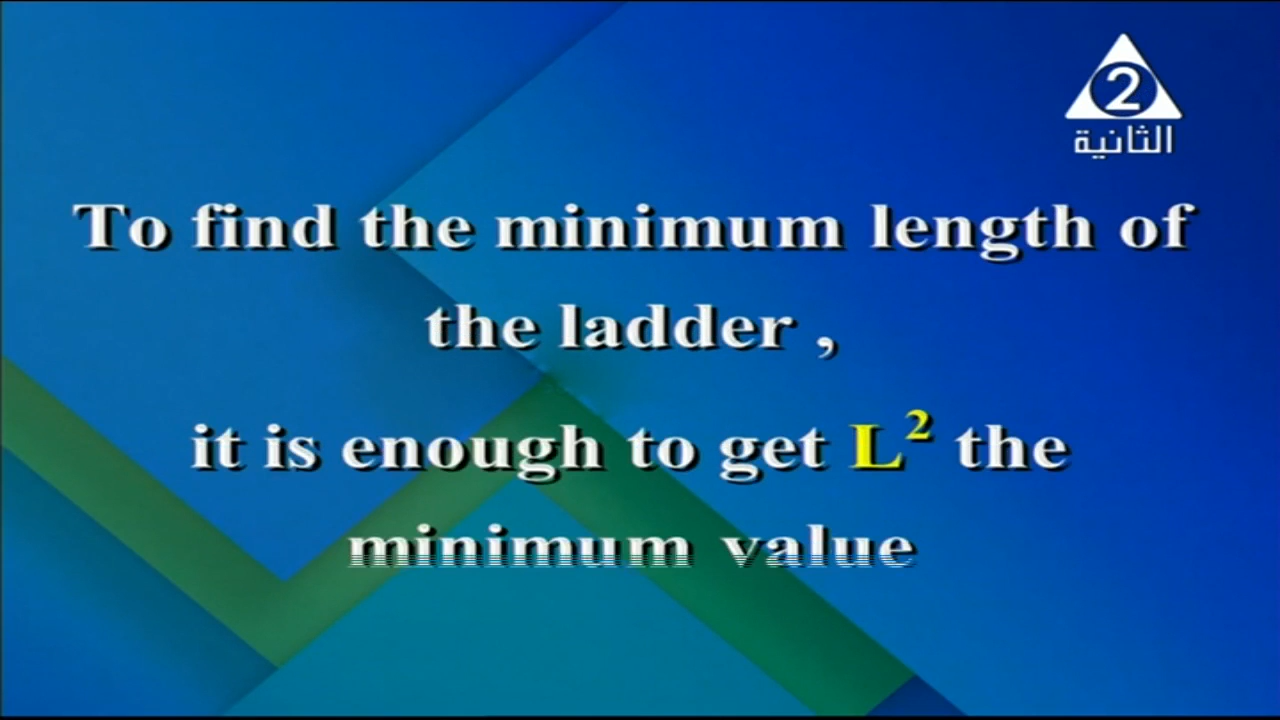 2
الثانية
To find the minimum length of
the ladder ,
it is enough to get L² the
minimum value